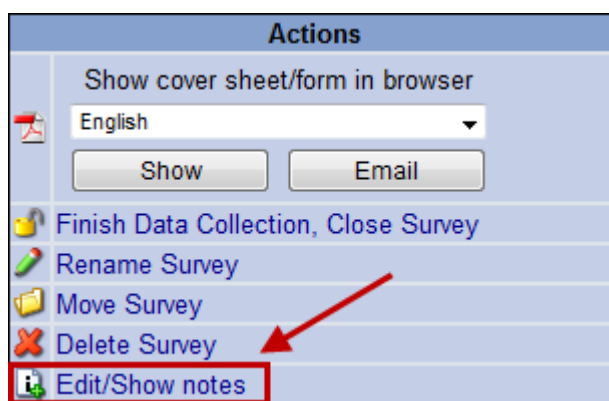 Actions
Show cover sheet/form in browser
English
Show Email
Finish Data Collection, Close Survey
Rename Survey
Move Survey
Delete Survey
Edit/Show notes